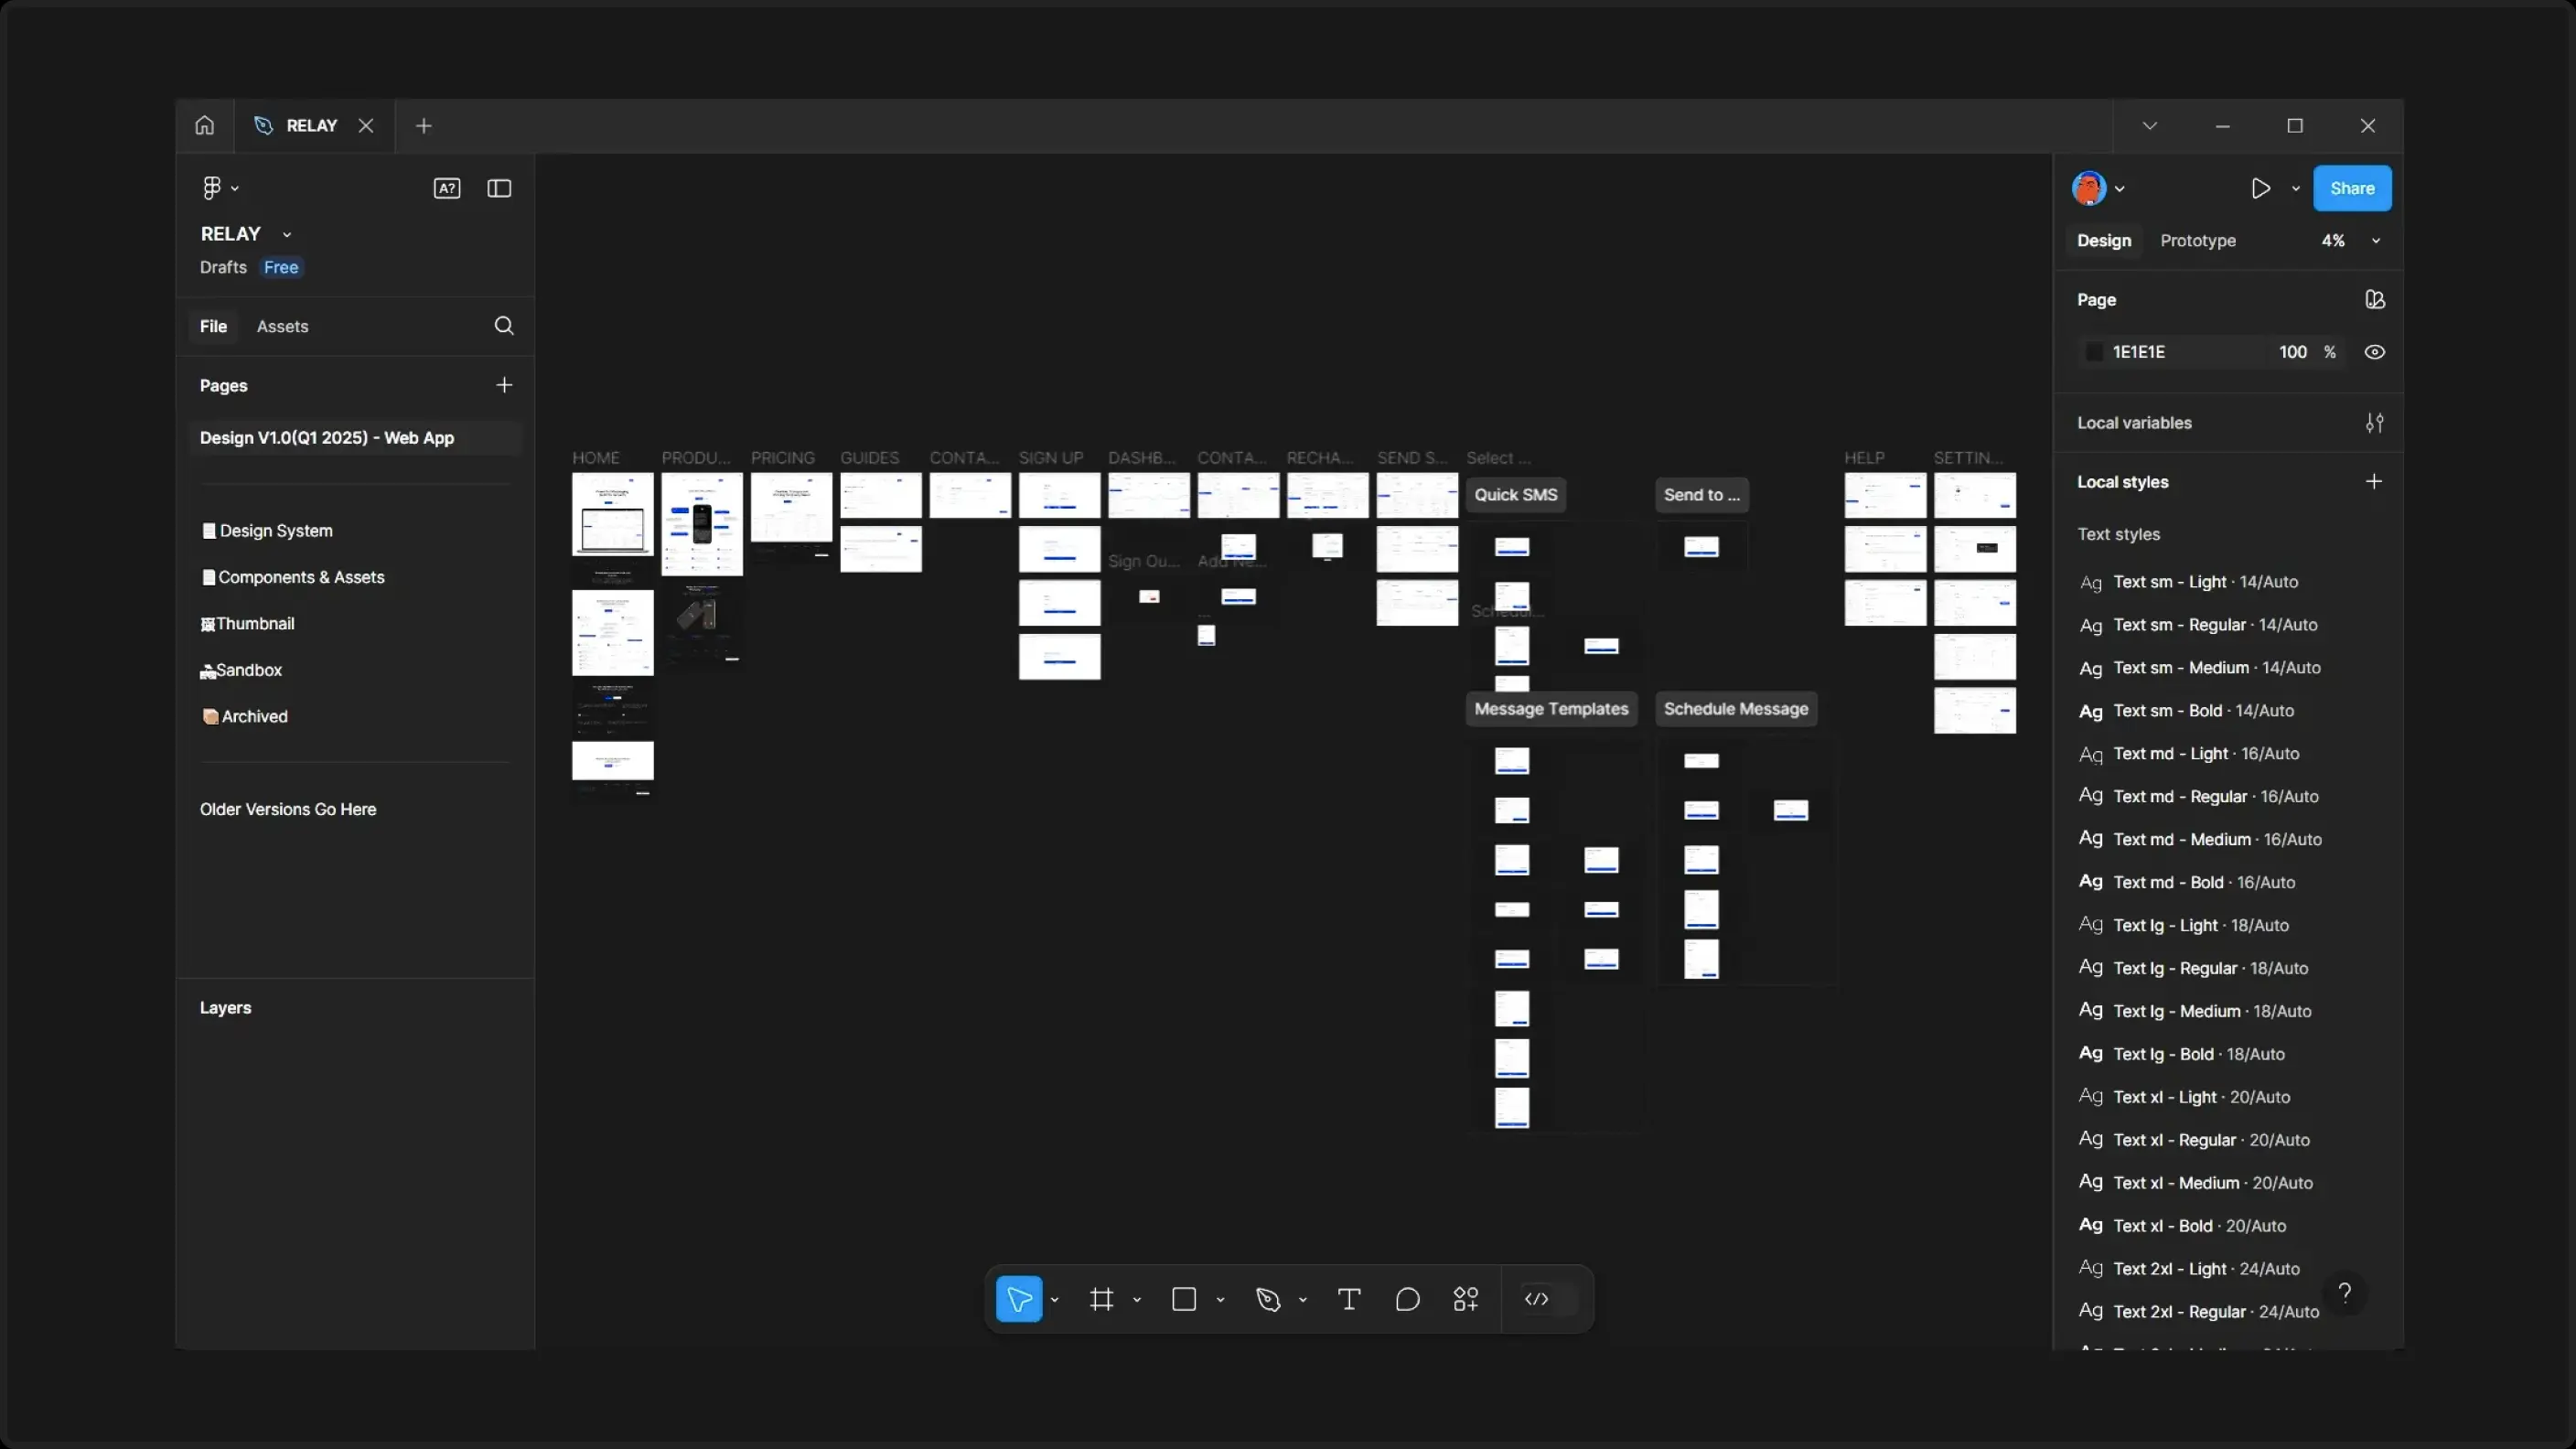 RELAY
A?
RELAY
Drafts Free
File Assets
Pages
Design V1.0(Q1 2025) - Web App
Design System
Components & Assets
Thumbnail
Sandbox
Archived
Older Versions Go Here
Layers
HOME PRODU... PRICING GUIDES CONTA... SIGN UP DASHB... CONTA... RECHA... SEND S... Select ... HELP SETTIN...
Quick SMS Send to ...
Sign Ou... Add Ne...
...
Schedul...
Message Templates Schedule Message
Share
Design Prototype 4%
Page
1E1E1E 100 %
Local variables
Local styles
Text styles
Ag Text sm - Light · 14/Auto
Ag Text sm - Regular · 14/Auto
Ag Text sm - Medium · 14/Auto
Ag Text sm - Bold · 14/Auto
Ag Text md - Light · 16/Auto
Ag Text md - Regular · 16/Auto
Ag Text md - Medium · 16/Auto
Ag Text md - Bold · 16/Auto
Ag Text lg - Light · 18/Auto
Ag Text lg - Regular · 18/Auto
Ag Text lg - Medium · 18/Auto
Ag Text lg - Bold · 18/Auto
Ag Text xl - Light · 20/Auto
Ag Text xl - Regular · 20/Auto
Ag Text xl - Medium · 20/Auto
Ag Text xl - Bold · 20/Auto
Ag Text 2xl - Light · 24/Auto
Ag Text 2xl - Regular · 24/Auto
?